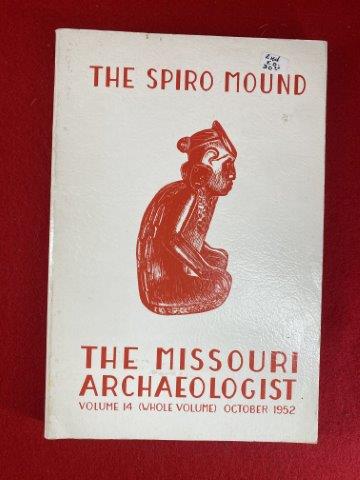 THE SPIRO MOUND
THE MISSOURI
ARCHAEOLOGIST
VOLUME 14 (WHOLE VOLUME) OCTOBER 1952